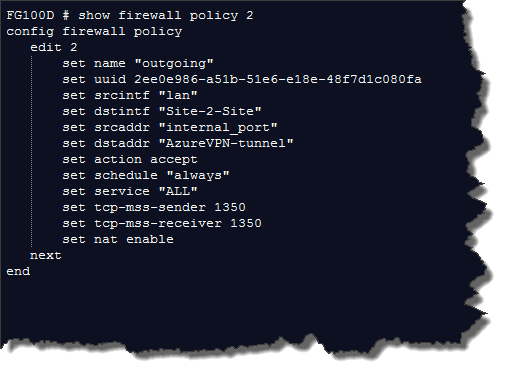 FG100D # show firewall policy 2
config firewall policy
edit 2
set name "outgoing"
set uuid 2ee0e986-a51b-51e6-e18e-48f7d1c080fa
set srcintf "lan"
set dstintf "Site-2-Site"
set srcaddr "internal_port"
set dstaddr "AzureVPN-tunnel"
set action accept
set schedule "always"
set service "ALL"
set tcp-mss-sender 1350
set tcp-mss-receiver 1350
set nat enable
next
end